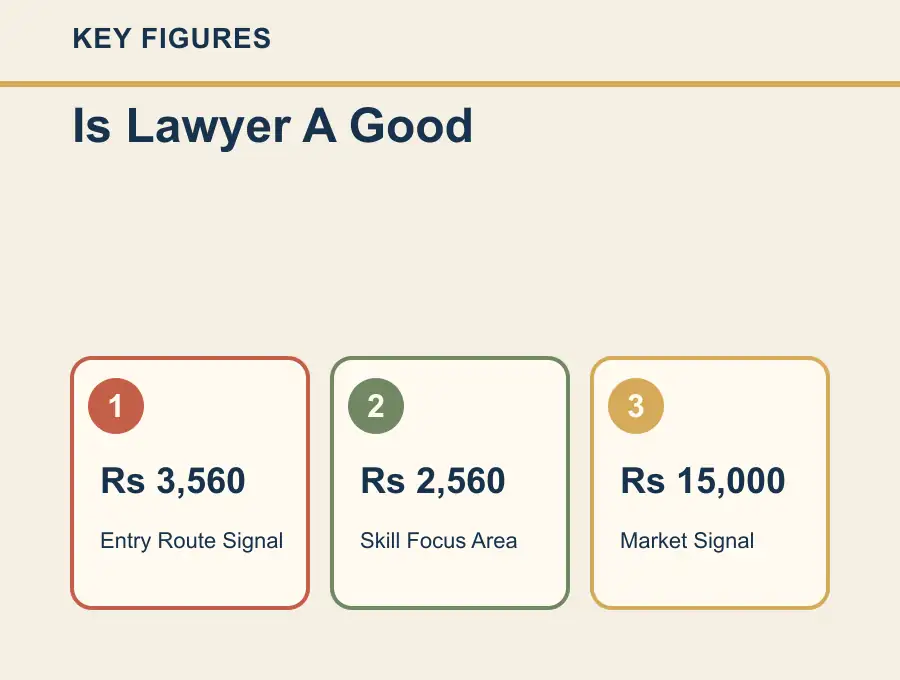 KEY FIGURES
Is Lawyer A Good
1
Rs 3,560
Entry Route Signal
2
Rs 2,560
Skill Focus Area
3
Rs 15,000
Market Signal